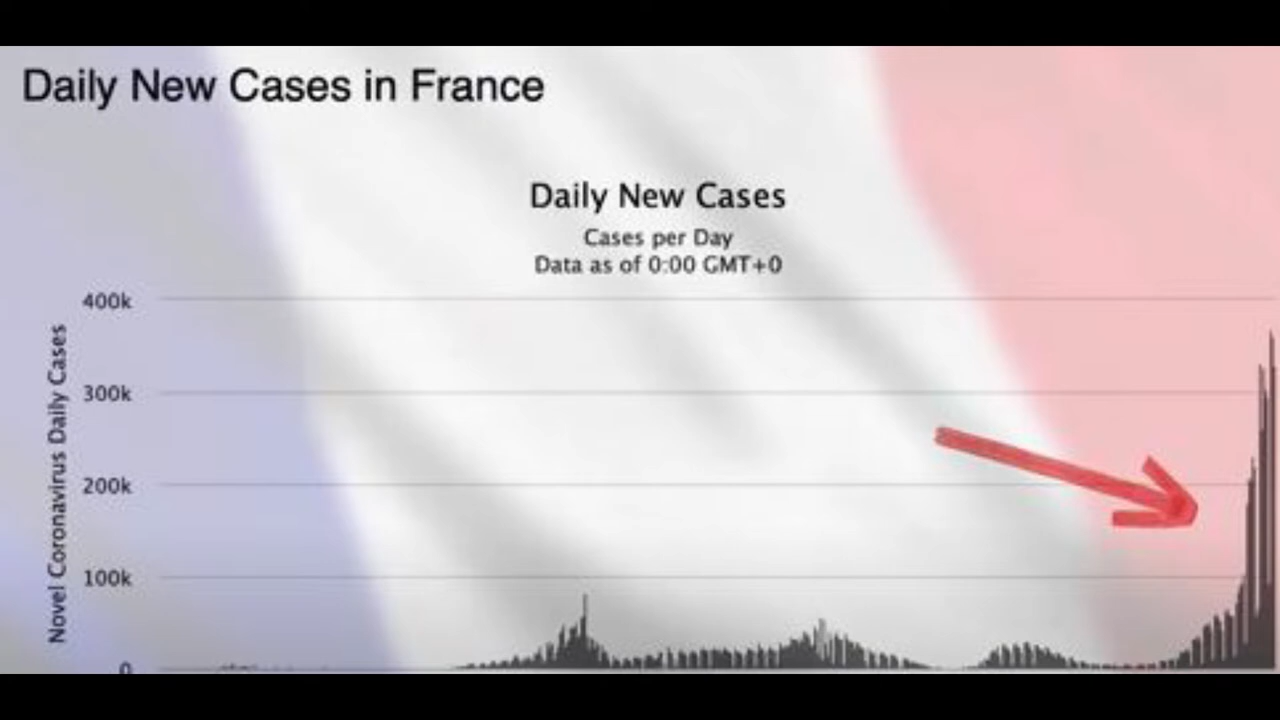 Daily New Cases in France
Daily New Cases
Cases per Day
Data as of 0:00 GMT+0
Novel Coronavirus Daily Cases
400k
300k
200k
100k
0